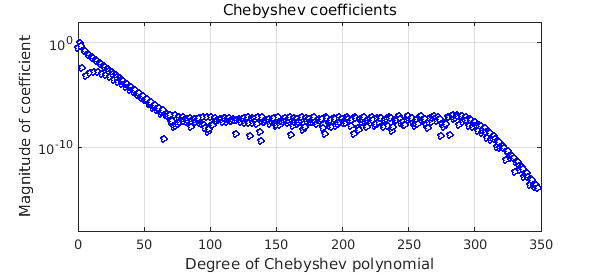 Chebyshev coefficients
Magnitude of coefficient
10^0
10^-10
0 50 100 150 200 250 300 350
Degree of Chebyshev polynomial